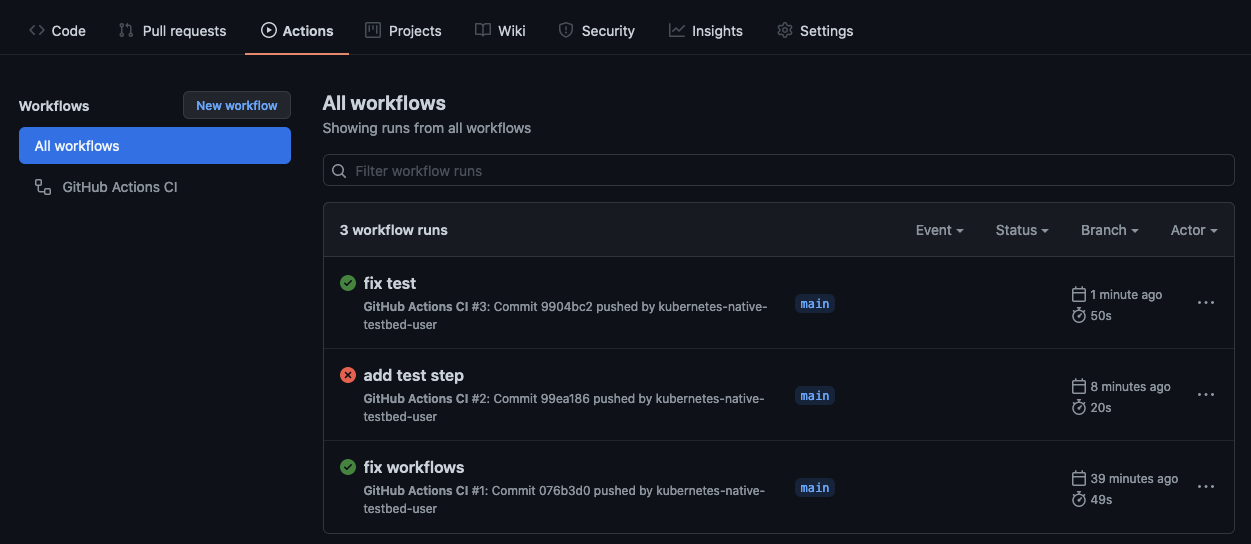 Code Pull requests Actions Projects Wiki Security Insights Settings
Workflows
New workflow
All workflows
GitHub Actions CI
All workflows
Showing runs from all workflows
Filter workflow runs
3 workflow runs Event Status Branch Actor
fix test
GitHub Actions CI #3: Commit 9904bc2 pushed by kubernetes-native-
testbed-user
main
1 minute ago
50s
add test step
GitHub Actions CI #2: Commit 99ea186 pushed by kubernetes-native-
testbed-user
main
8 minutes ago
20s
fix workflows
GitHub Actions CI #1: Commit 076b3d0 pushed by kubernetes-native-
testbed-user
main
39 minutes ago
49s